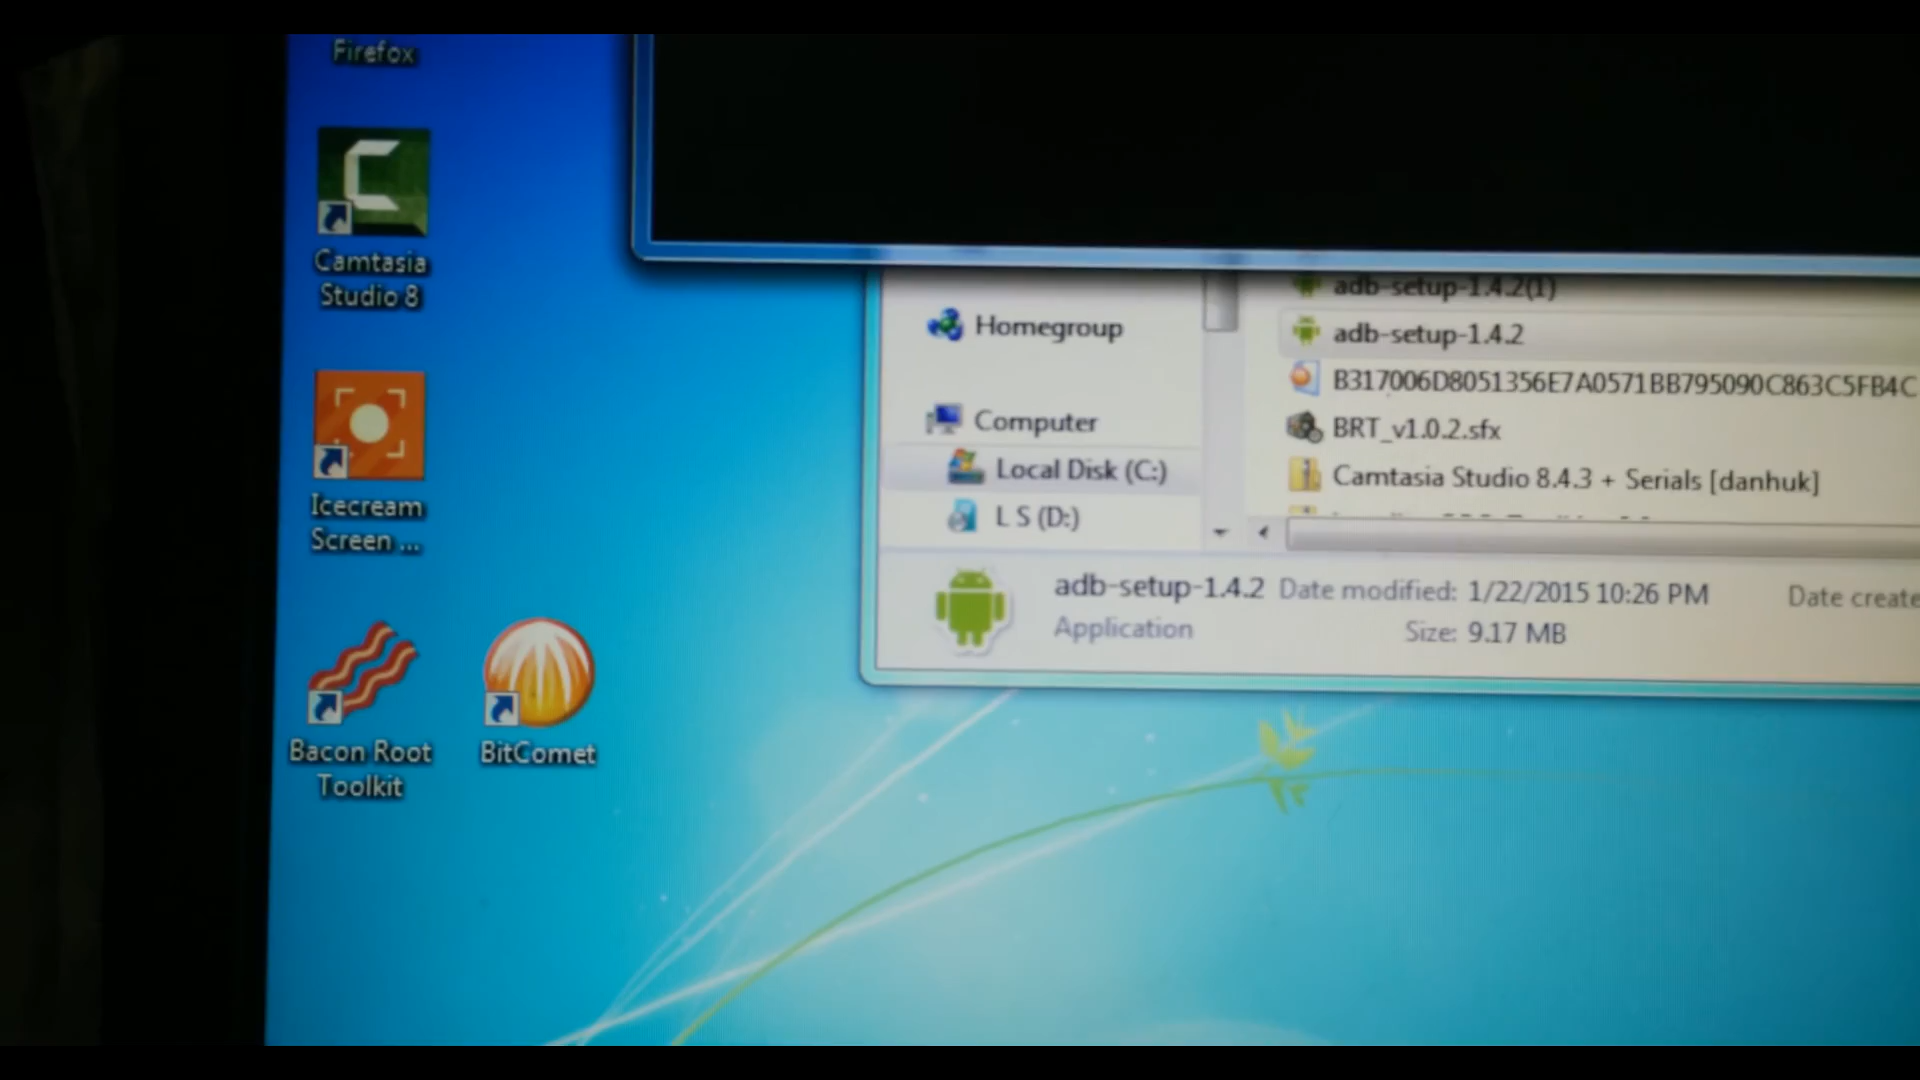 Firefox
Camtasia
Studio 8
Icecream
Screen ...
Bacon Root
Toolkit
BitComet
Homegroup
Computer
Local Disk (C:)
L S (D:)
adb-setup-1.4.2(1)
adb-setup-1.4.2
B317006D8051356E7A0571BB795090C863C5FB4C
BRT_v1.0.2.sfx
Camtasia Studio 8.4.3 + Serials [danhuk]
adb-setup-1.4.2 Date modified: 1/22/2015 10:26 PM Date create
Application Size: 9.17 MB